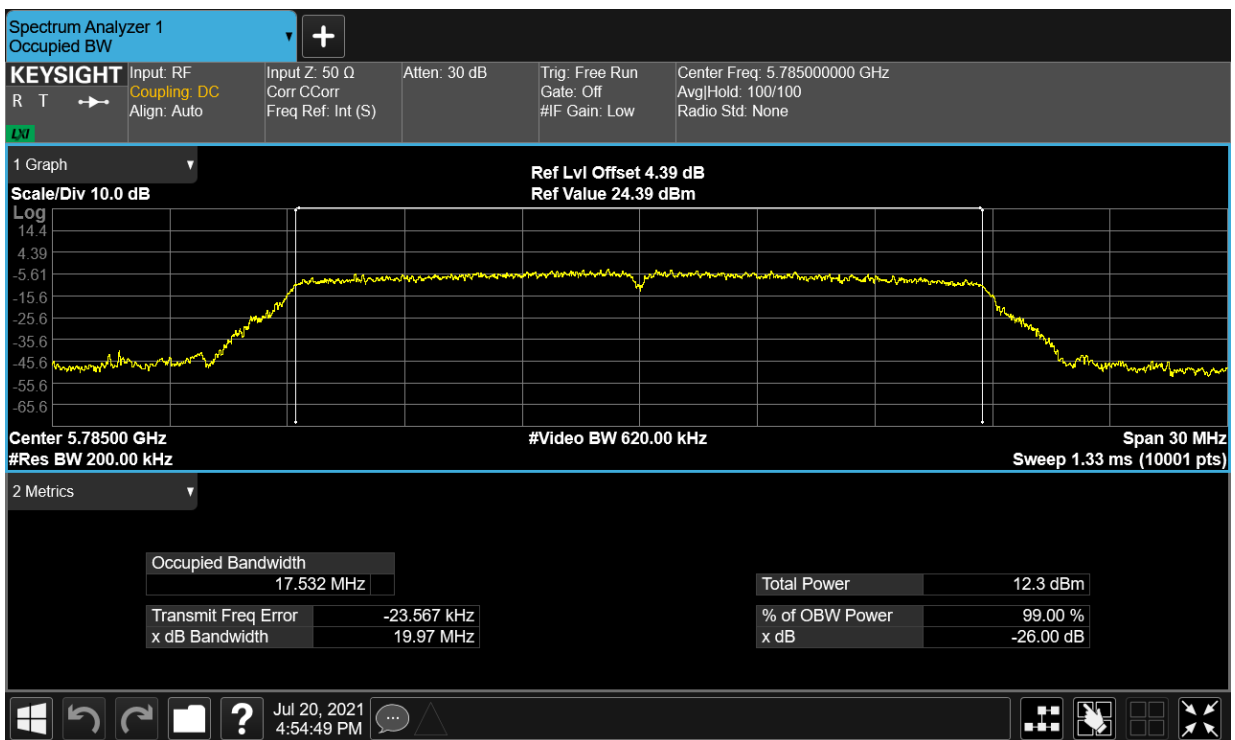 Spectrum Analyzer 1
Occupied BW
KEYSIGHT
R T
LXI
Input: RF
Coupling: DC
Align: Auto
Input Z: 50 Ω
Corr CCorr
Freq Ref: Int (S)
Atten: 30 dB
Trig: Free Run
Gate: Off
#IF Gain: Low
Center Freq: 5.785000000 GHz
Avg|Hold: 100/100
Radio Std: None
1 Graph
Scale/Div 10.0 dB
Ref Lvl Offset 4.39 dB
Ref Value 24.39 dBm
Log
14.4
4.39
-5.61
-15.6
-25.6
-35.6
-45.6
-55.6
-65.6
Center 5.78500 GHz
#Video BW 620.00 kHz
Span 30 MHz
#Res BW 200.00 kHz
Sweep 1.33 ms (10001 pts)
2 Metrics
Occupied Bandwidth
17.532 MHz
Total Power 12.3 dBm
Transmit Freq Error -23.567 kHz
% of OBW Power 99.00 %
x dB Bandwidth 19.97 MHz
x dB -26.00 dB
?
Jul 20, 2021
4:54:49 PM